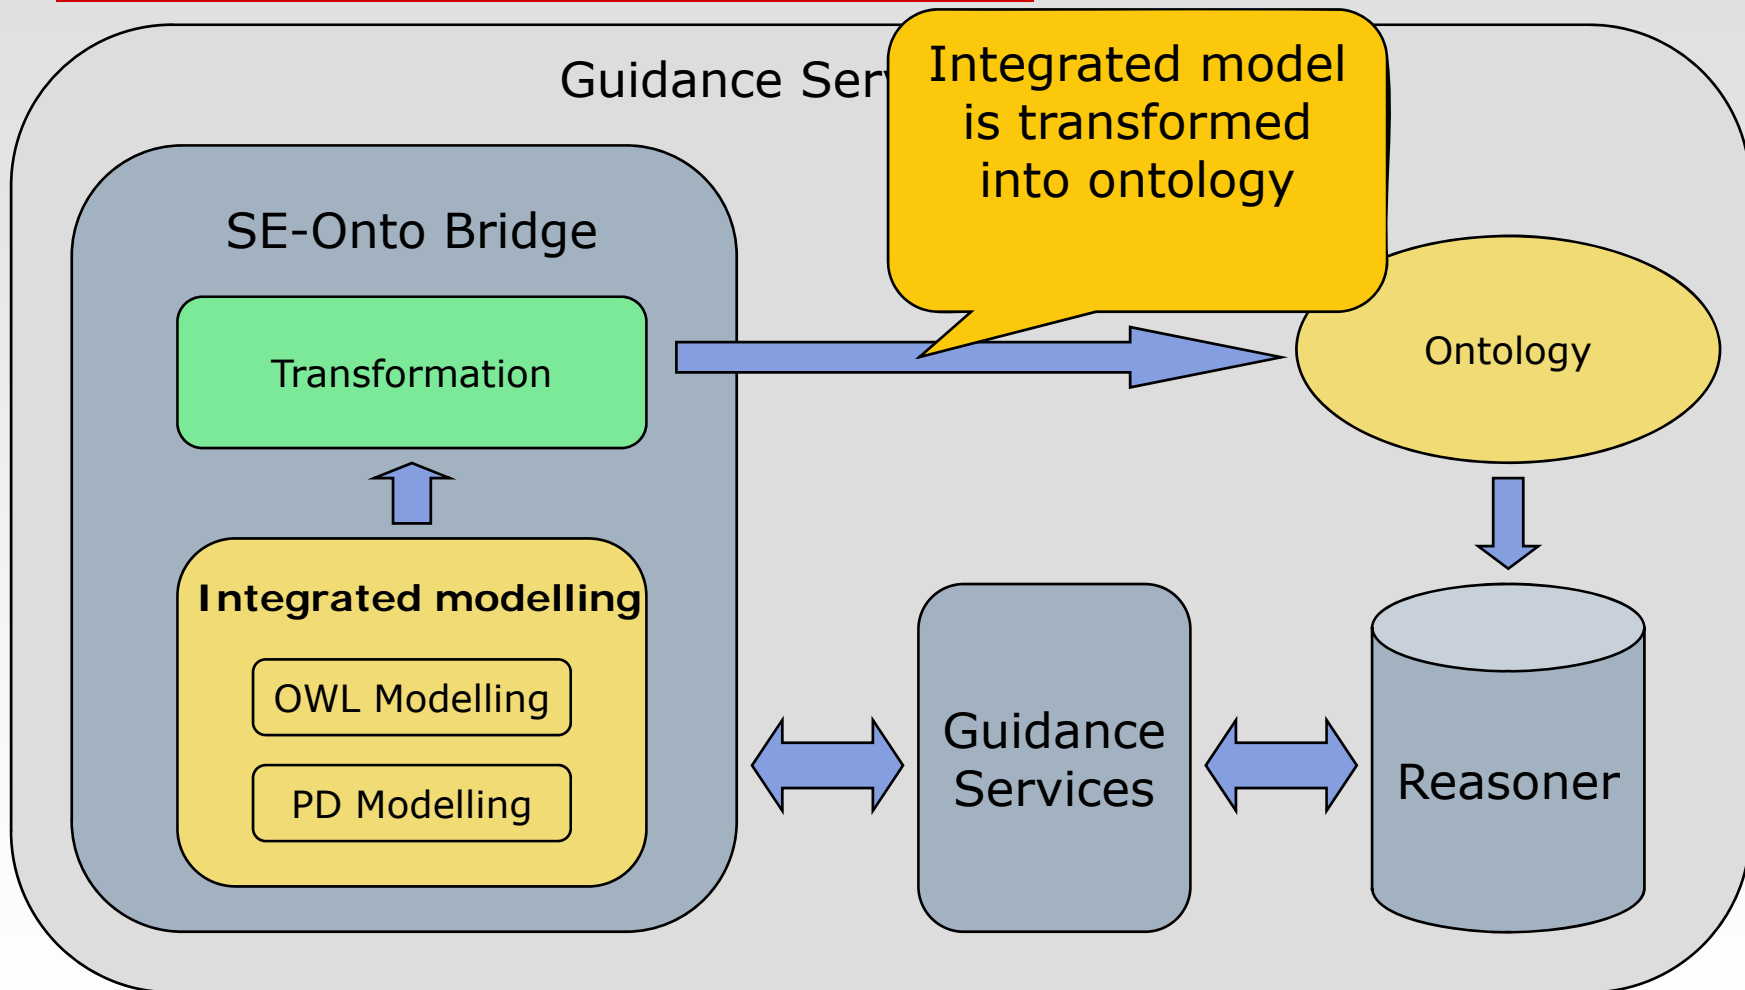 Guidance Ser
Integrated model
is transformed
into ontology
SE-Onto Bridge
Transformation
Ontology
Integrated modelling
OWL Modelling
PD Modelling
Guidance
Services
Reasoner